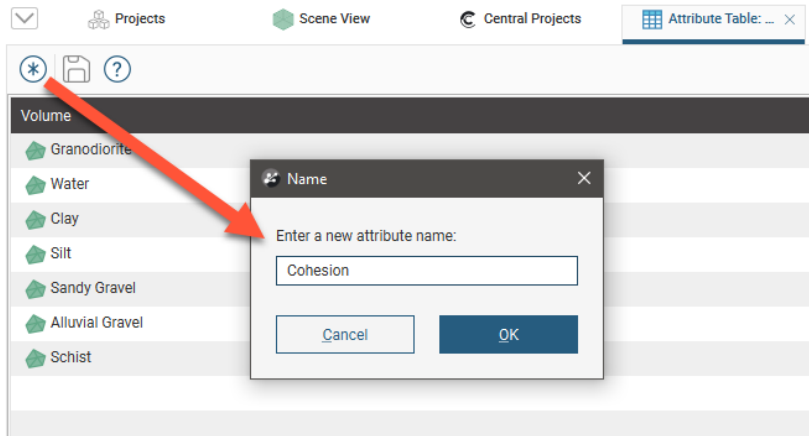 Projects
Scene View
Central Projects
Attribute Table: ...
Volume
Granodiorite
Water
Clay
Silt
Sandy Gravel
Alluvial Gravel
Schist
Name
Enter a new attribute name:
Cohesion
Cancel
OK